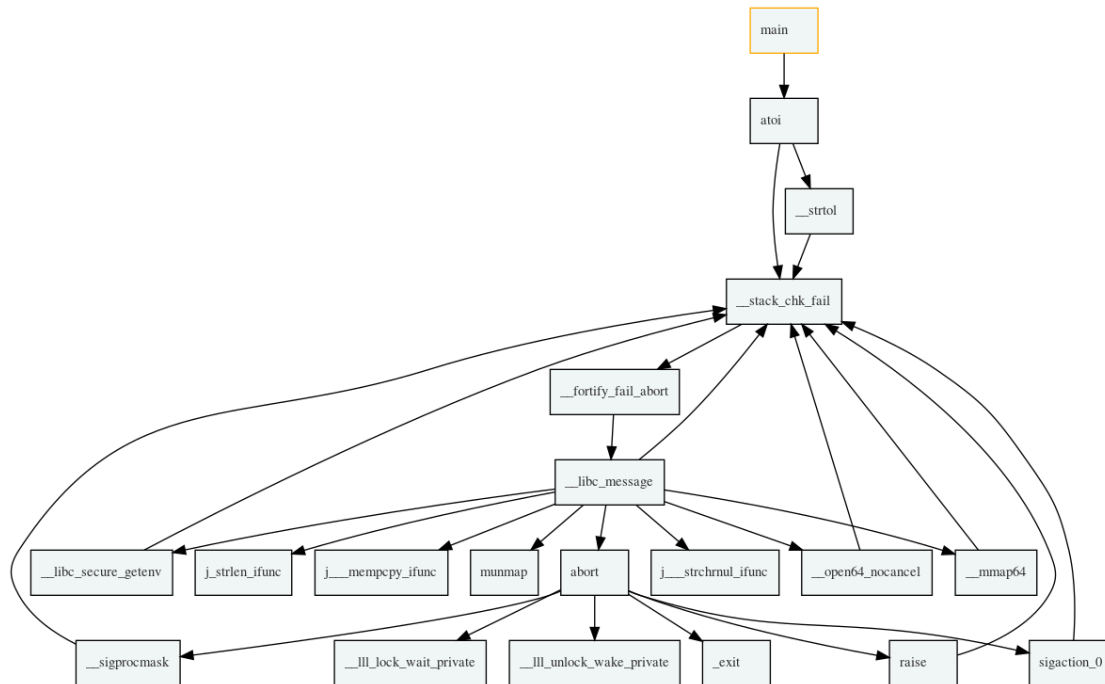 main
atoi
__strtol
__stack_chk_fail
__fortify_fail_abort
__libc_message
__libc_secure_getenv
j_strlen_ifunc
j___mempcpy_ifunc
munmap
abort
j___strchrnul_ifunc
__open64_nocancel
__mmap64
__sigprocmask
__lll_lock_wait_private
__lll_unlock_wake_private
_exit
raise
sigaction_0